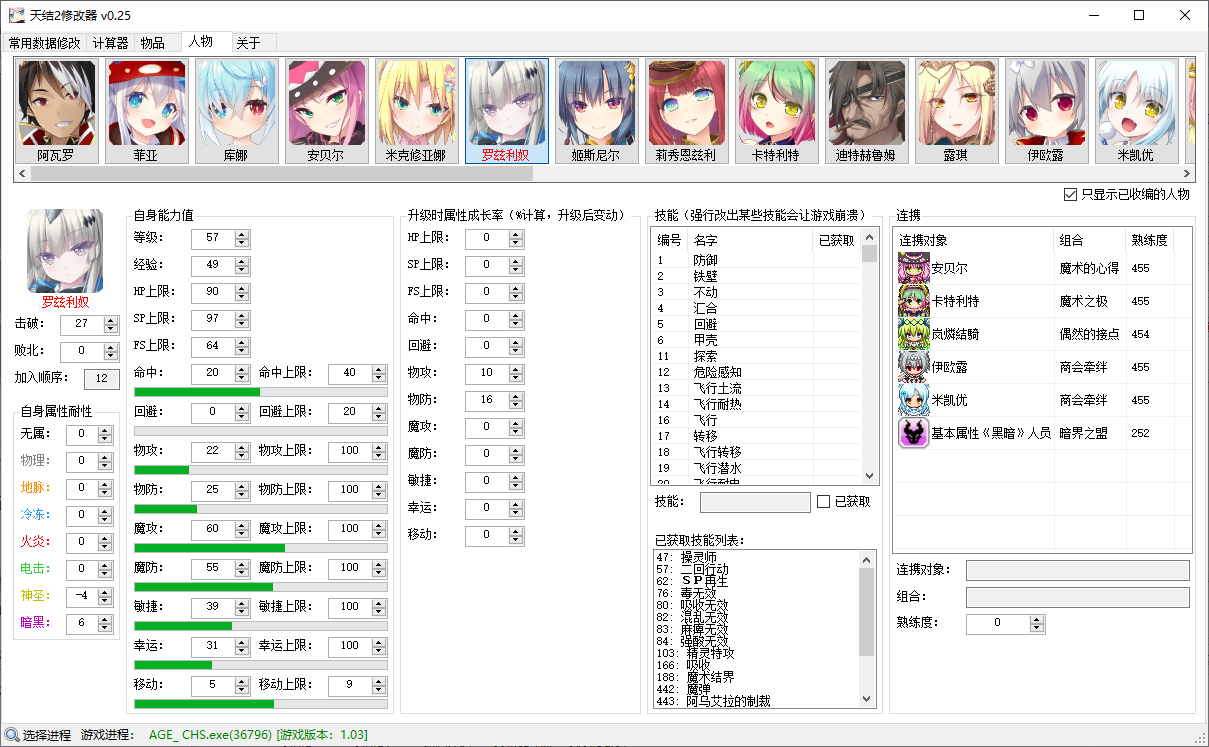 天结2修改器 v0.25
常用数据修改 计算器 物品 人物 关于
阿瓦罗 菲亚 库娜 安贝尔 米克修亚娜 罗兹利奴 姬斯尼尔 莉秀恩兹利 卡特利特 迪特赫鲁姆 露琪 伊欧露 米凯优
只显示已收编的人物
罗兹利奴
击破： 27
败北： 0
加入顺序： 12
自身属性耐性
无属： 0
物理： 0
地脉： 0
冷冻： 0
火炎： 0
电击： 0
神圣： -4
暗黑： 6
自身能力值
等级： 57
经验： 49
HP上限： 90
SP上限： 97
FS上限： 64
命中： 20 命中上限： 40
回避： 0 回避上限： 20
物攻： 22 物攻上限： 100
物防： 25 物防上限： 100
魔攻： 60 魔攻上限： 100
魔防： 55 魔防上限： 100
敏捷： 39 敏捷上限： 100
幸运： 31 幸运上限： 100
移动： 5 移动上限： 9
升级时属性成长率（%计算，升级后变动）
HP上限： 0
SP上限： 0
FS上限： 0
命中： 0
回避： 0
物攻： 10
物防： 16
魔攻： 0
魔防： 0
敏捷： 0
幸运： 0
移动： 0
技能（强行改出某些技能会让游戏崩溃）
编号 名字 已获取
1 防御
2 铁壁
3 不动
4 汇合
5 回避
6 甲壳
11 探索
12 危险感知
13 飞行土流
14 飞行耐热
16 飞行
17 转移
18 飞行转移
19 飞行潜水
20 飞行耐电
技能： 已获取
已获取技能列表：
47: 操灵师
57: 二回行动
62: ＳＰ再生
76: 毒无效
80: 吸收无效
82: 混乱无效
83: 麻痺无效
84: 强酸无效
103: 精灵特攻
166: 吸收
188: 魔术结界
442: 魔弹
443: 阿乌艾拉的制裁
连携
连携对象 组合 熟练度
安贝尔 魔术的心得 455
卡特利特 魔术之极 455
岚燐结骑 偶然的接点 454
伊欧露 商会牵绊 455
米凯优 商会牵绊 455
基本属性《黑暗》人员 暗界之盟 252
连携对象：
组合：
熟练度： 0
选择进程 游戏进程： AGE_ CHS.exe(36796) [游戏版本：1.03]